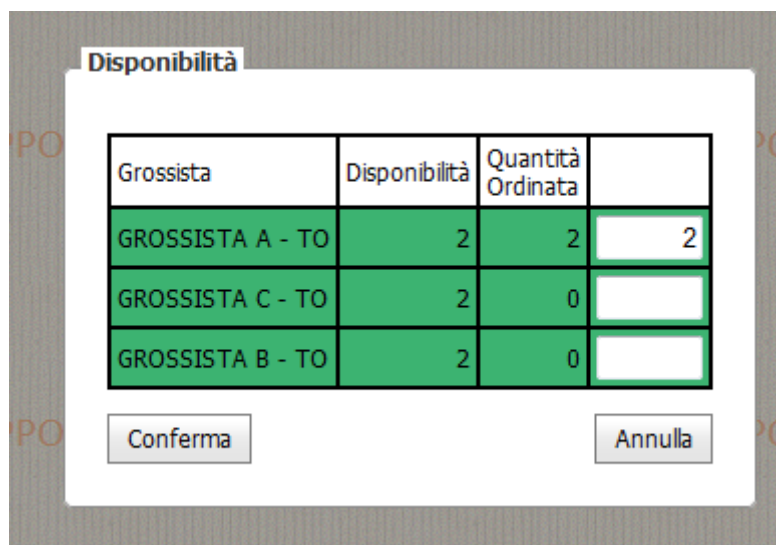 Disponibilità
Grossista Disponibilità Quantità Ordinata
GROSSISTA A - TO 2 2 2
GROSSISTA C - TO 2 0
GROSSISTA B - TO 2 0
Conferma Annulla